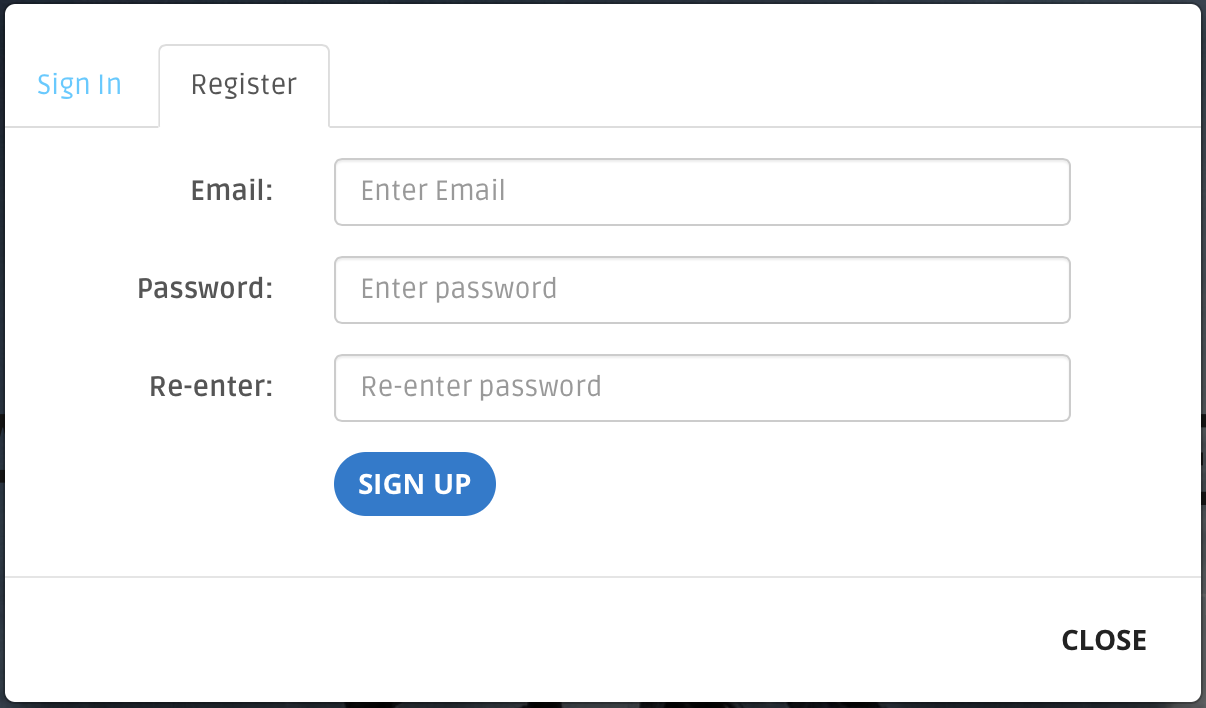 Sign In Register
Email: Enter Email
Password: Enter password
Re-enter: Re-enter password
SIGN UP
CLOSE